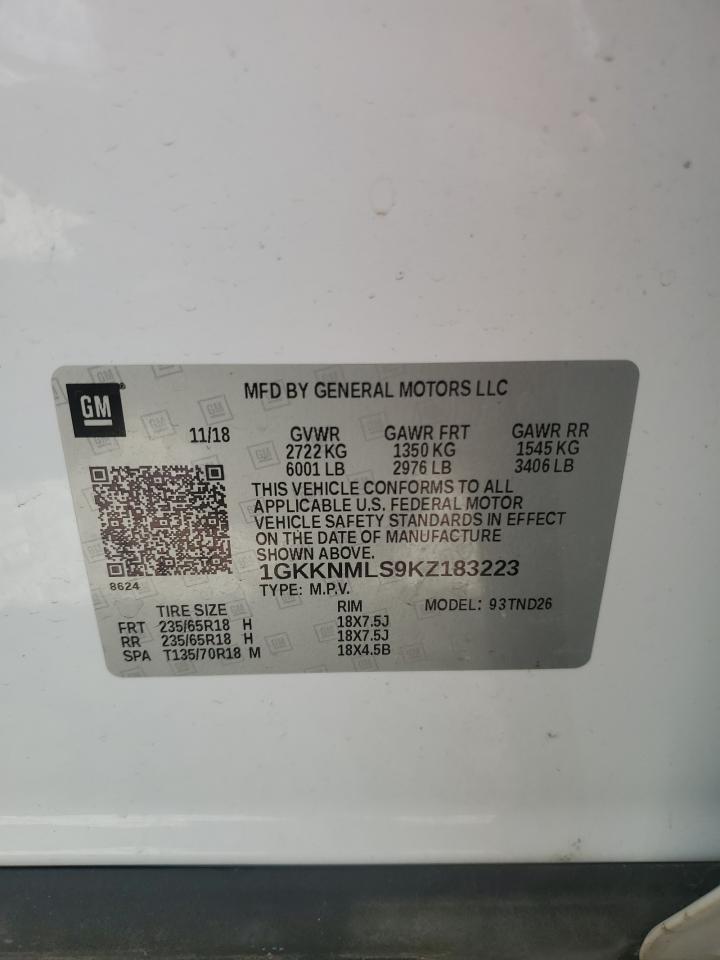 GM
MFD BY GENERAL MOTORS LLC
11/18 GVWR GAWR FRT GAWR RR
2722 KG 1350 KG 1545 KG
6001 LB 2976 LB 3406 LB
THIS VEHICLE CONFORMS TO ALL
APPLICABLE U.S. FEDERAL MOTOR
VEHICLE SAFETY STANDARDS IN EFFECT
ON THE DATE OF MANUFACTURE
SHOWN ABOVE.
8624
1GKKNMLS9KZ183223
TYPE: M.P.V.
TIRE SIZE RIM MODEL: 93TND26
FRT 235/65R18 H 18X7.5J
RR 235/65R18 H 18X7.5J
SPA T135/70R18 M 18X4.5B